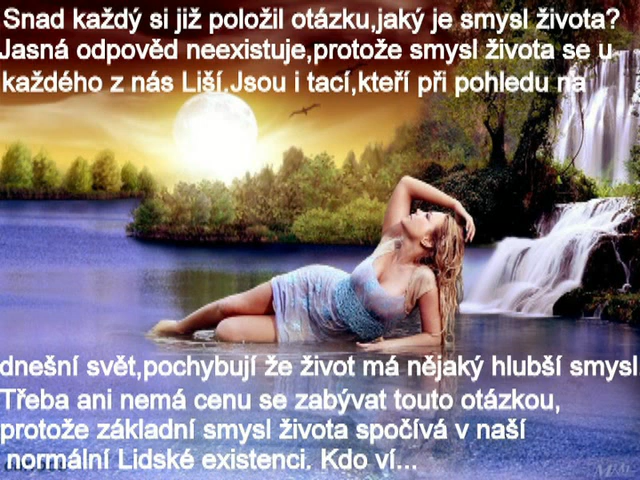 Snad každý si již položil otázku,jaký je smysl života?
Jasná odpověd neexistuje,protože smysl života se u
každého z nás Liší.Jsou i tací,kteří při pohledu na
dnešní svět,pochybují že život má nějaký hlubší smysl
Třeba ani nemá cenu se zabývat touto otázkou,
protože základní smysl života spočívá v naší
normální Lidské existenci. Kdo ví...